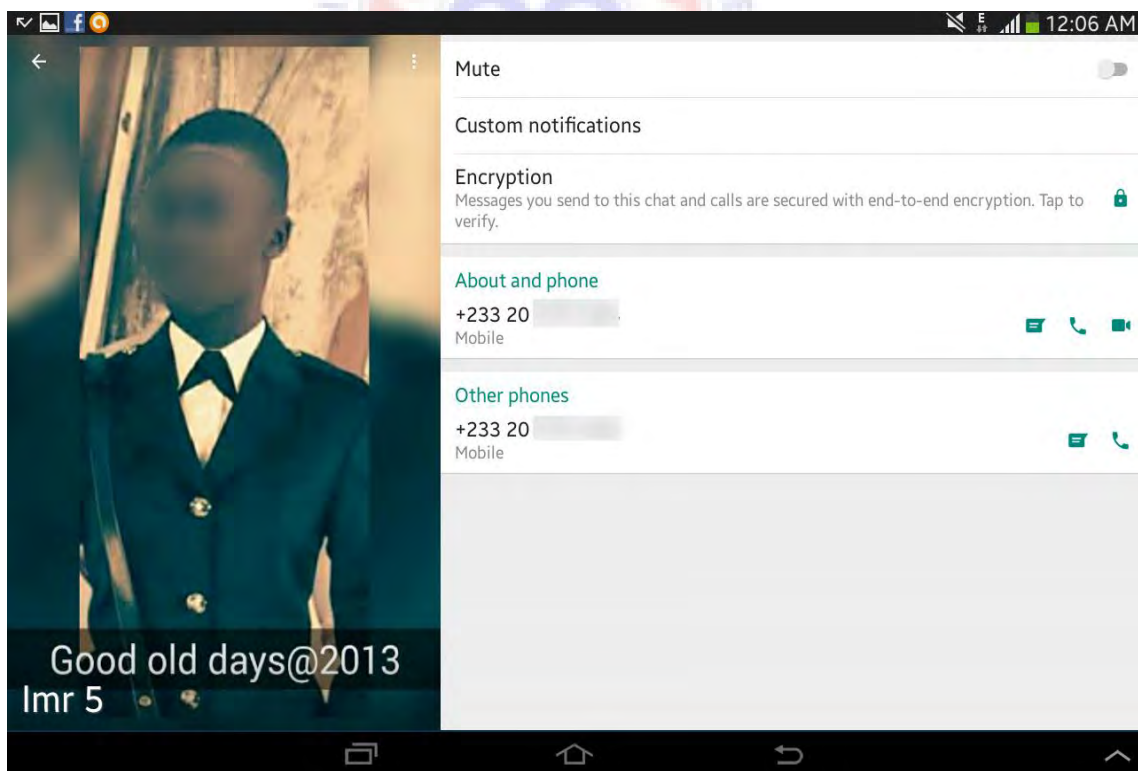 E
12:06 AM
Mute
Custom notifications
Encryption
Messages you send to this chat and calls are secured with end-to-end encryption. Tap to
verify.
About and phone
+233 20
Mobile
Other phones
+233 20
Mobile
Good old days@2013
lmr 5